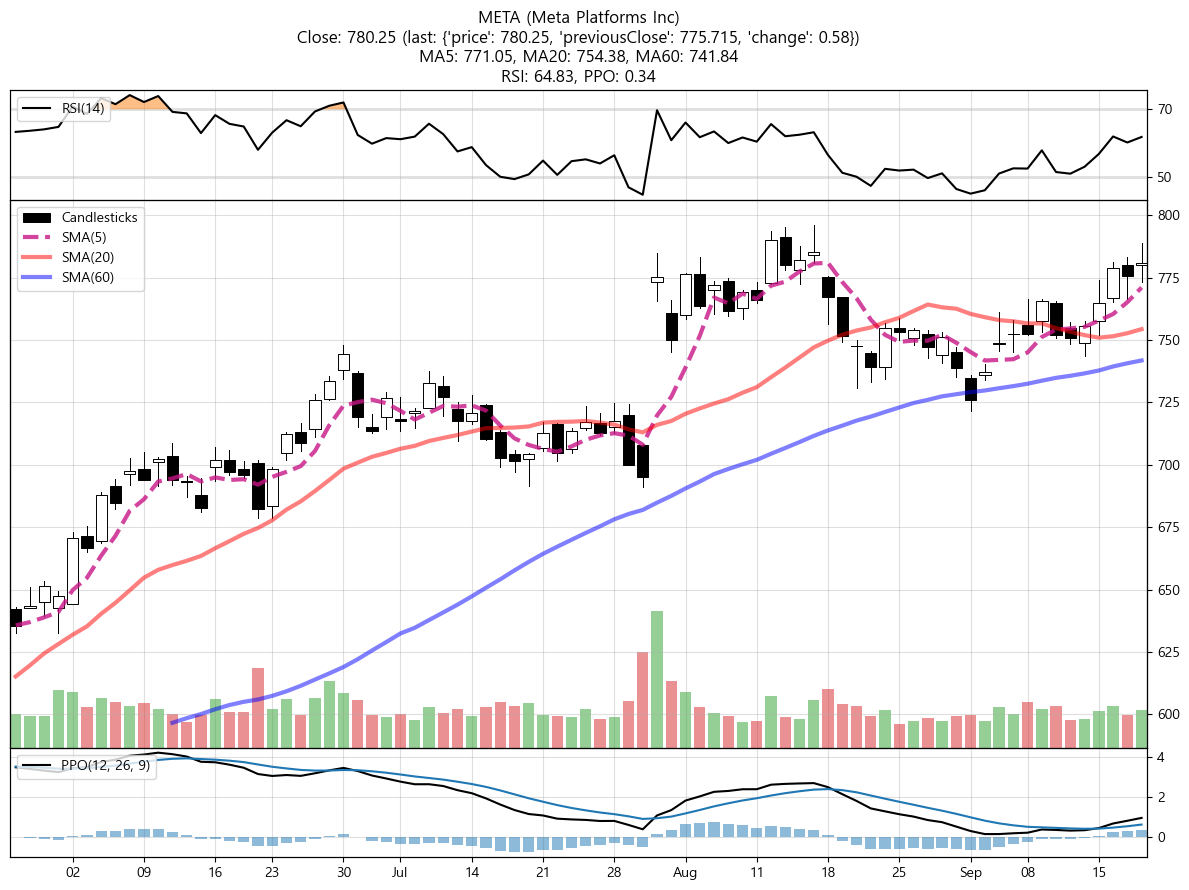 META (Meta Platforms Inc)
Close: 780.25 (last: {'price': 780.25, 'previousClose': 775.715, 'change': 0.58})
MA5: 771.05, MA20: 754.38, MA60: 741.84
RSI: 64.83, PPO: 0.34
RSI(14)
70
50
Candlesticks
SMA(5)
SMA(20)
SMA(60)
800
775
750
725
700
675
650
625
600
PPO(12, 26, 9)
4
2
0
02 09 16 23 30 Jul 14 21 28 Aug 11 18 25 Sep 08 15